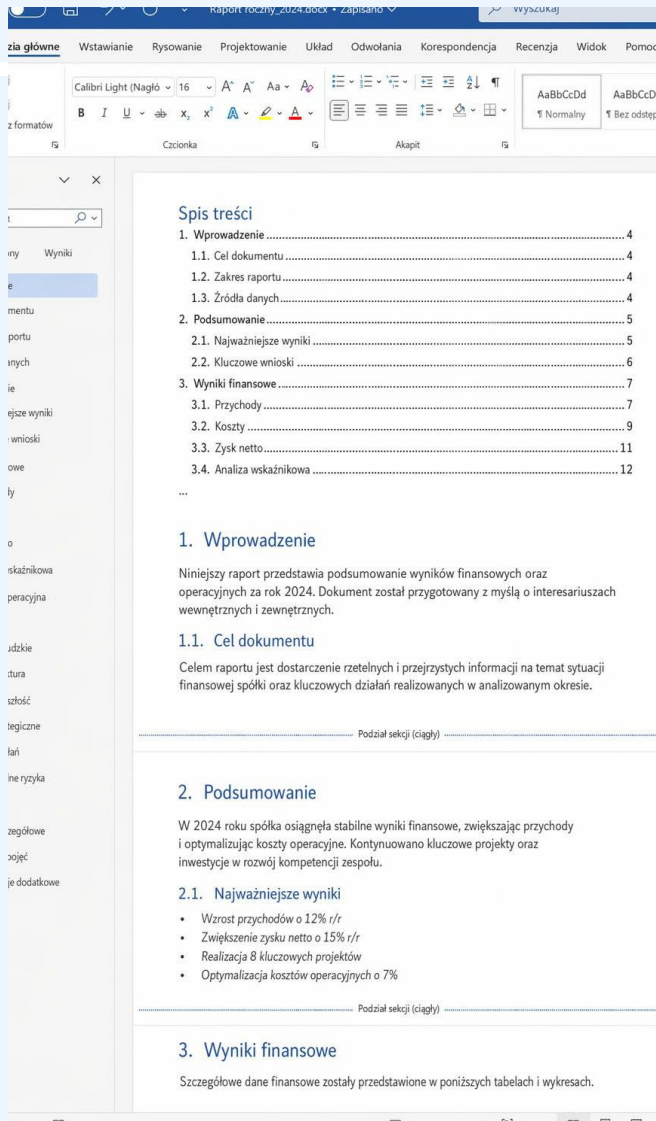 Raport roczny_2024.docx • Zapisano
Wyszukaj
główne Wstawianie Rysowanie Projektowanie Układ Odwołania Korespondencja Recenzja Widok Pomoc
Calibri Light (Nagłó 16 A A Aa A
AaBbCcDd AaBbCcD
B I U ab x, x² A A
¶ Normalny ¶ Bez odstęp
z formatów
Czcionka Akapit
Wyniki
Spis treści
1. Wprowadzenie ... 4
1.1. Cel dokumentu ... 4
1.2. Zakres raportu ... 4
1.3. Źródła danych ... 4
2. Podsumowanie ... 5
2.1. Najważniejsze wyniki ... 5
2.2. Kluczowe wnioski ... 6
3. Wyniki finansowe ... 7
3.1. Przychody ... 7
3.2. Koszty ... 9
3.3. Zysk netto ... 11
3.4. Analiza wskaźnikowa ... 12
...
e
mentu
portu
anych
ie
ejsze wyniki
wnioski
owe
dy
o
wskaźnikowa
peracyjna
udzkie
ktura
szłość
tegiczne
łań
ne ryzyka
zegółowe
pojęć
je dodatkowe
1. Wprowadzenie
Niniejszy raport przedstawia podsumowanie wyników finansowych oraz
operacyjnych za rok 2024. Dokument został przygotowany z myślą o interesariuszach
wewnętrznych i zewnętrznych.
1.1. Cel dokumentu
Celem raportu jest dostarczenie rzetelnych i przejrzystych informacji na temat sytuacji
finansowej spółki oraz kluczowych działań realizowanych w analizowanym okresie.
Podział sekcji (ciągły)
2. Podsumowanie
W 2024 roku spółka osiągnęła stabilne wyniki finansowe, zwiększając przychody
i optymalizując koszty operacyjne. Kontynuowano kluczowe projekty oraz
inwestycje w rozwój kompetencji zespołu.
2.1. Najważniejsze wyniki
• Wzrost przychodów o 12% r/r
• Zwiększenie zysku netto o 15% r/r
• Realizacja 8 kluczowych projektów
• Optymalizacja kosztów operacyjnych o 7%
Podział sekcji (ciągły)
3. Wyniki finansowe
Szczegółowe dane finansowe zostały przedstawione w poniższych tabelach i wykresach.